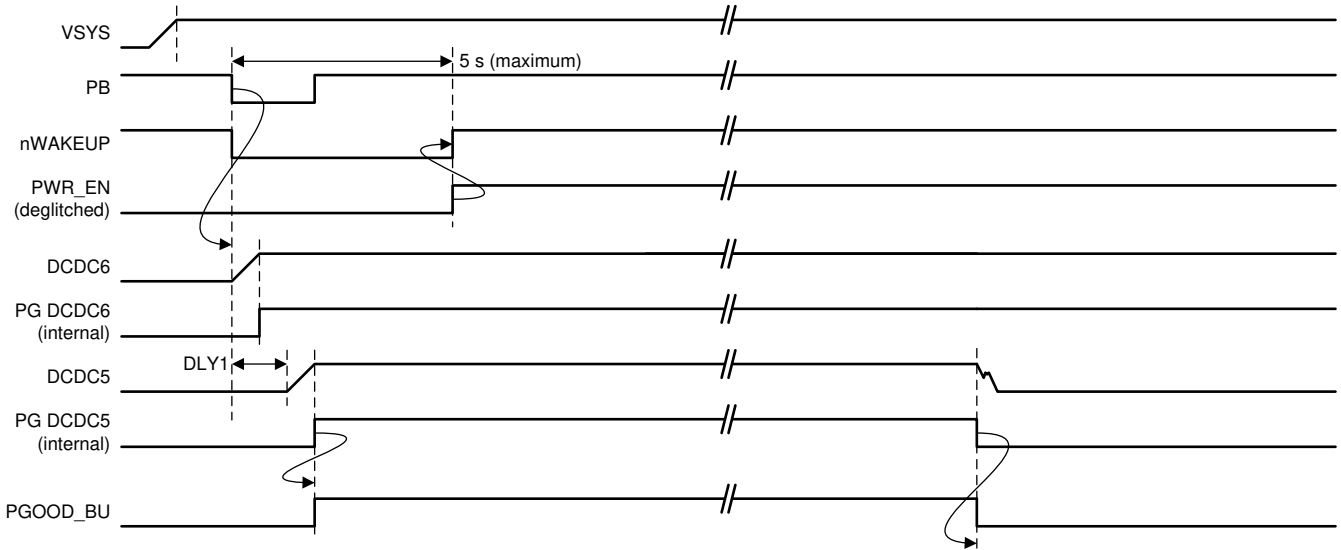 VSYS
5 s (maximum)
PB
nWAKEUP
PWR_EN
(deglitched)
DCDC6
PG DCDC6
(internal)
DLY1
DCDC5
PG DCDC5
(internal)
PGOOD_BU